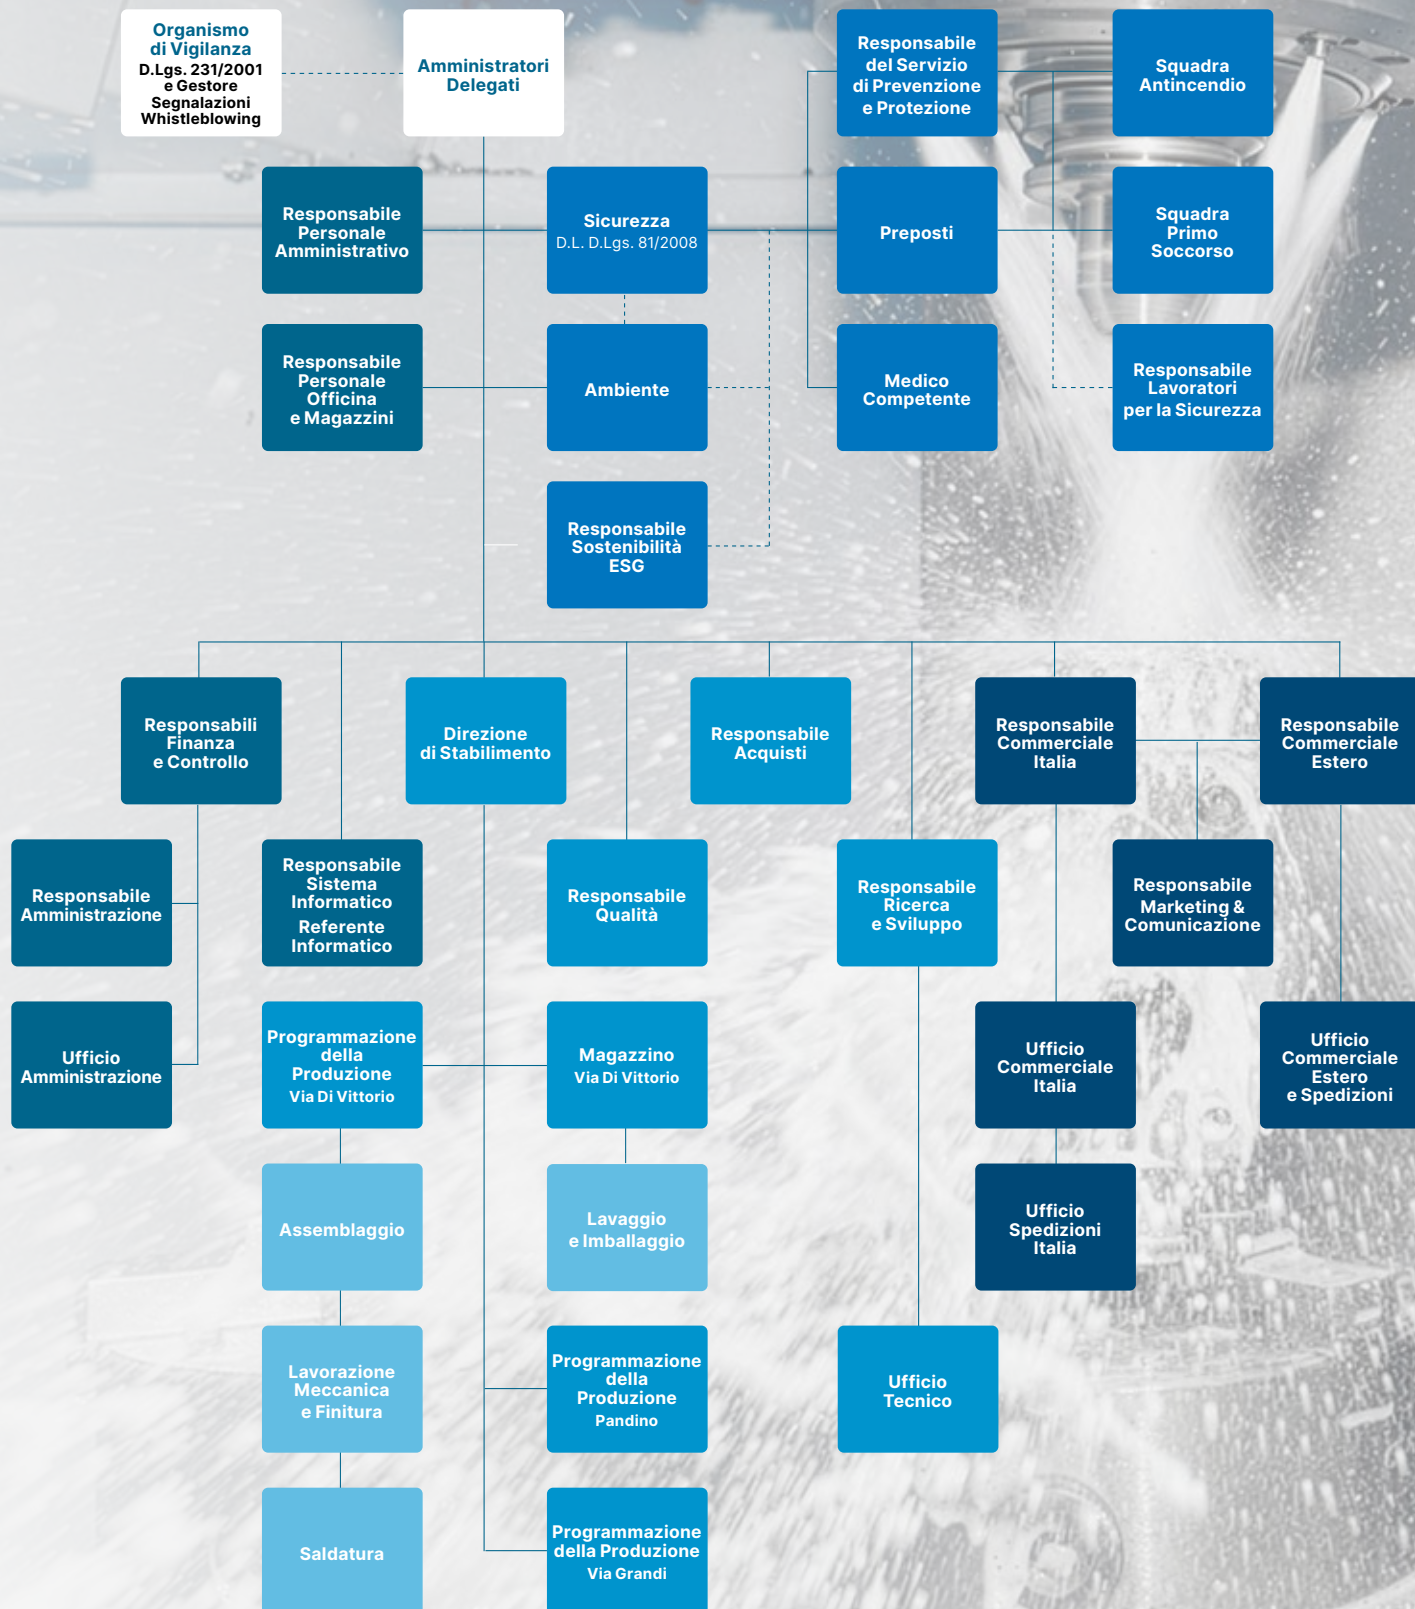 Organismo
di Vigilanza
D.Lgs. 231/2001
e Gestore
Segnalazioni
Whistleblowing
Amministratori
Delegati
Responsabile
del Servizio
di Prevenzione
e Protezione
Squadra
Antincendio
Responsabile
Personale
Amministrativo
Sicurezza
D.L. D.Lgs. 81/2008
Preposti
Squadra
Primo
Soccorso
Responsabile
Personale
Officina
e Magazzini
Ambiente
Medico
Competente
Responsabile
Lavoratori
per la Sicurezza
Responsabile
Sostenibilità
ESG
Responsabili
Finanza
e Controllo
Direzione
di Stabilimento
Responsabile
Acquisti
Responsabile
Commerciale
Italia
Responsabile
Commerciale
Estero
Responsabile
Amministrazione
Responsabile
Sistema
Informatico
Referente
Informatico
Responsabile
Qualità
Responsabile
Ricerca
e Sviluppo
Responsabile
Marketing &
Comunicazione
Ufficio
Amministrazione
Programmazione
della
Produzione
Via Di Vittorio
Magazzino
Via Di Vittorio
Ufficio
Commerciale
Italia
Ufficio
Commerciale
Estero
e Spedizioni
Assemblaggio
Lavaggio
e Imballaggio
Ufficio
Spedizioni
Italia
Lavorazione
Meccanica
e Finitura
Programmazione
della
Produzione
Pandino
Ufficio
Tecnico
Saldatura
Programmazione
della Produzione
Via Grandi